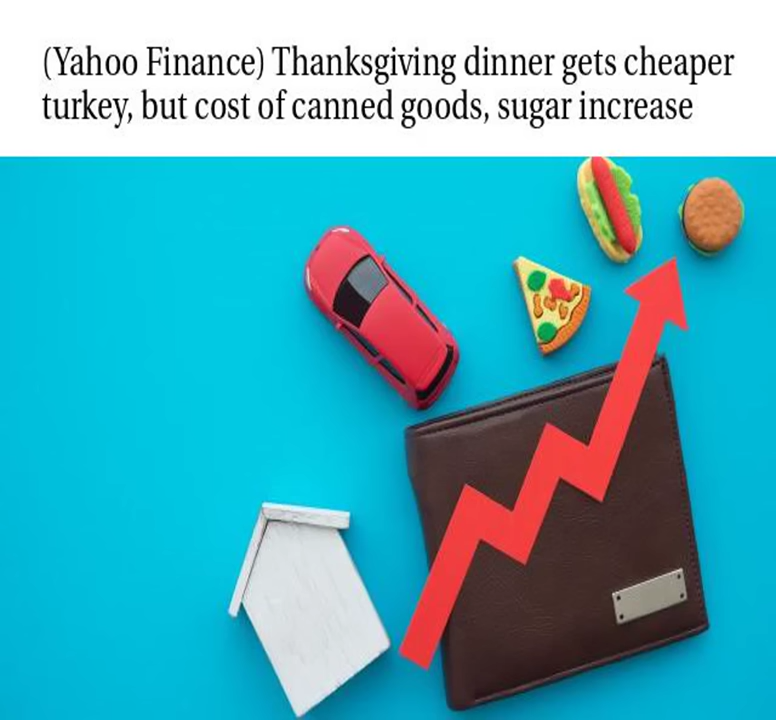 (Yahoo Finance) Thanksgiving dinner gets cheaper
turkey, but cost of canned goods, sugar increase